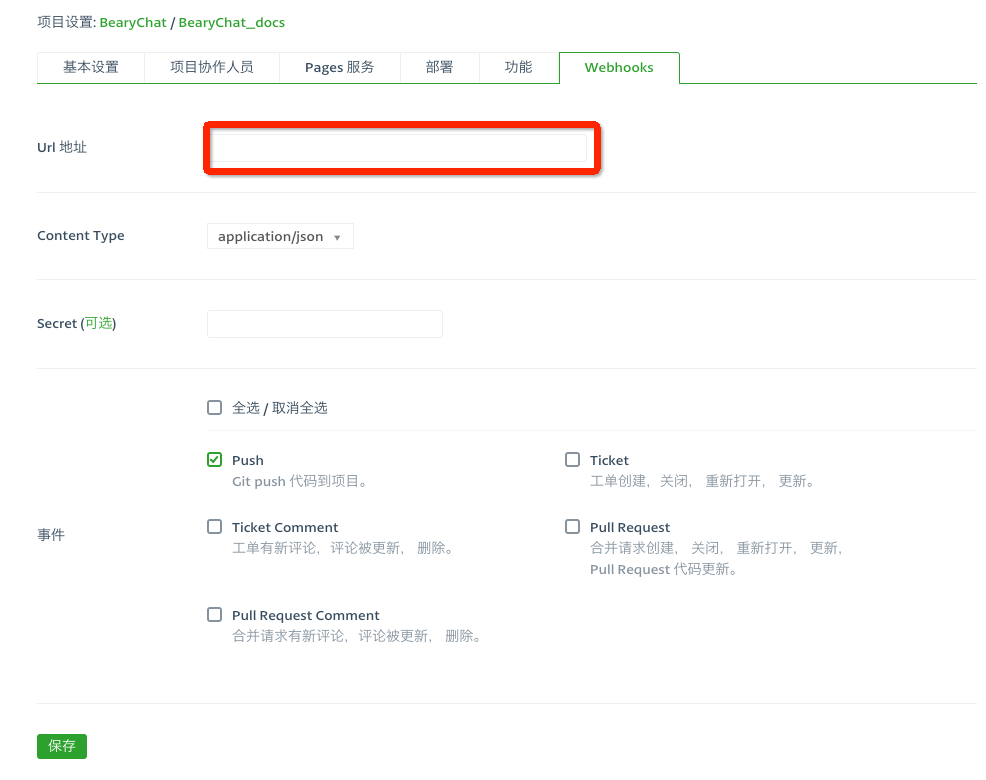 项目设置: BearyChat / BearyChat_docs
基本设置 项目协作人员 Pages 服务 部署 功能 Webhooks
Url 地址
Content Type application/json
Secret (可选)
全选 / 取消全选
Push
Git push 代码到项目。
Ticket
工单创建, 关闭, 重新打开, 更新。
事件
Ticket Comment
工单有新评论, 评论被更新, 删除。
Pull Request
合并请求创建, 关闭, 重新打开, 更新,
Pull Request 代码更新。
Pull Request Comment
合并请求有新评论, 评论被更新, 删除。
保存